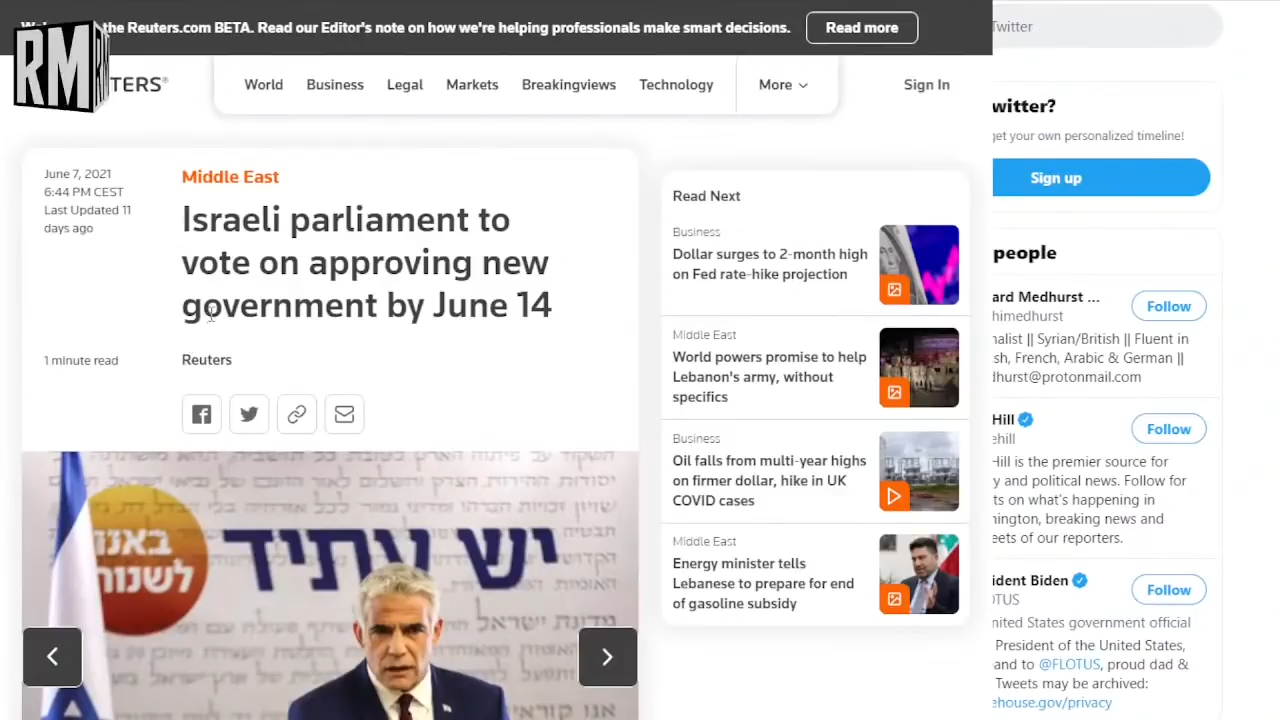 the Reuters.com BETA. Read our Editor's note on how we're helping professionals make smart decisions.
Read more
RM
TERS®
World
Business
Legal
Markets
Breakingviews
Technology
More
Sign In
June 7, 2021
6:44 PM CEST
Last Updated 11
days ago
Middle East
Israeli parliament to
vote on approving new
government by June 14
1 minute read
Reuters
באנו
לשנות
יש עתיד
Read Next
Business
Dollar surges to 2-month high
on Fed rate-hike projection
Middle East
World powers promise to help
Lebanon's army, without
specifics
Business
Oil falls from multi-year highs
on firmer dollar, hike in UK
COVID cases
Middle East
Energy minister tells
Lebanese to prepare for end
of gasoline subsidy
Twitter
witter?
get your own personalized timeline!
Sign up
people
ard Medhurst ...
himedhurst
Follow
nalist || Syrian/British || Fluent in
sh, French, Arabic & German ||
dhurst@protonmail.com
Hill
ehill
Follow
Hill is the premier source for
y and political news. Follow for
ts on what's happening in
hington, breaking news and
eets of our reporters.
ident Biden
OTUS
Follow
nited States government official
President of the United States,
and to @FLOTUS, proud dad &
Tweets may be archived:
ehouse.gov/privacy